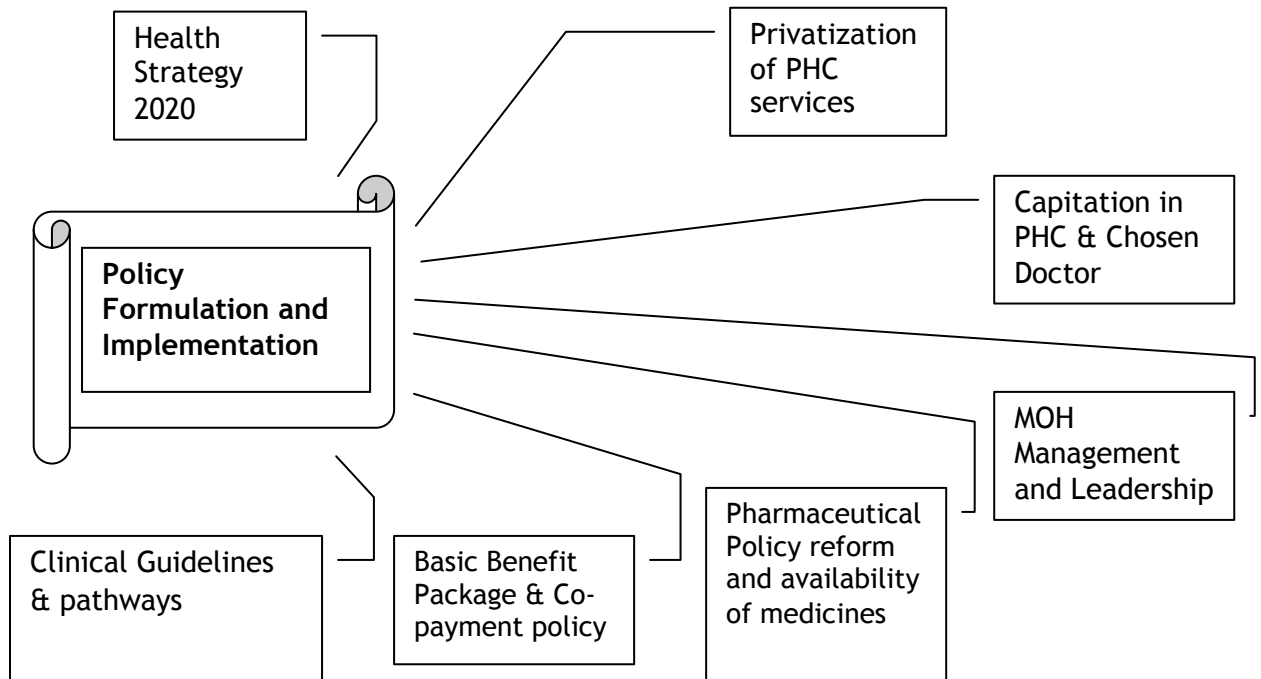 Health
Strategy
2020
Privatization
of PHC
services
Capitation in
PHC & Chosen
Doctor
Policy
Formulation and
Implementation
MOH
Management
and Leadership
Pharmaceutical
Policy reform
and availability
of medicines
Basic Benefit
Package & Co-
payment policy
Clinical Guidelines
& pathways